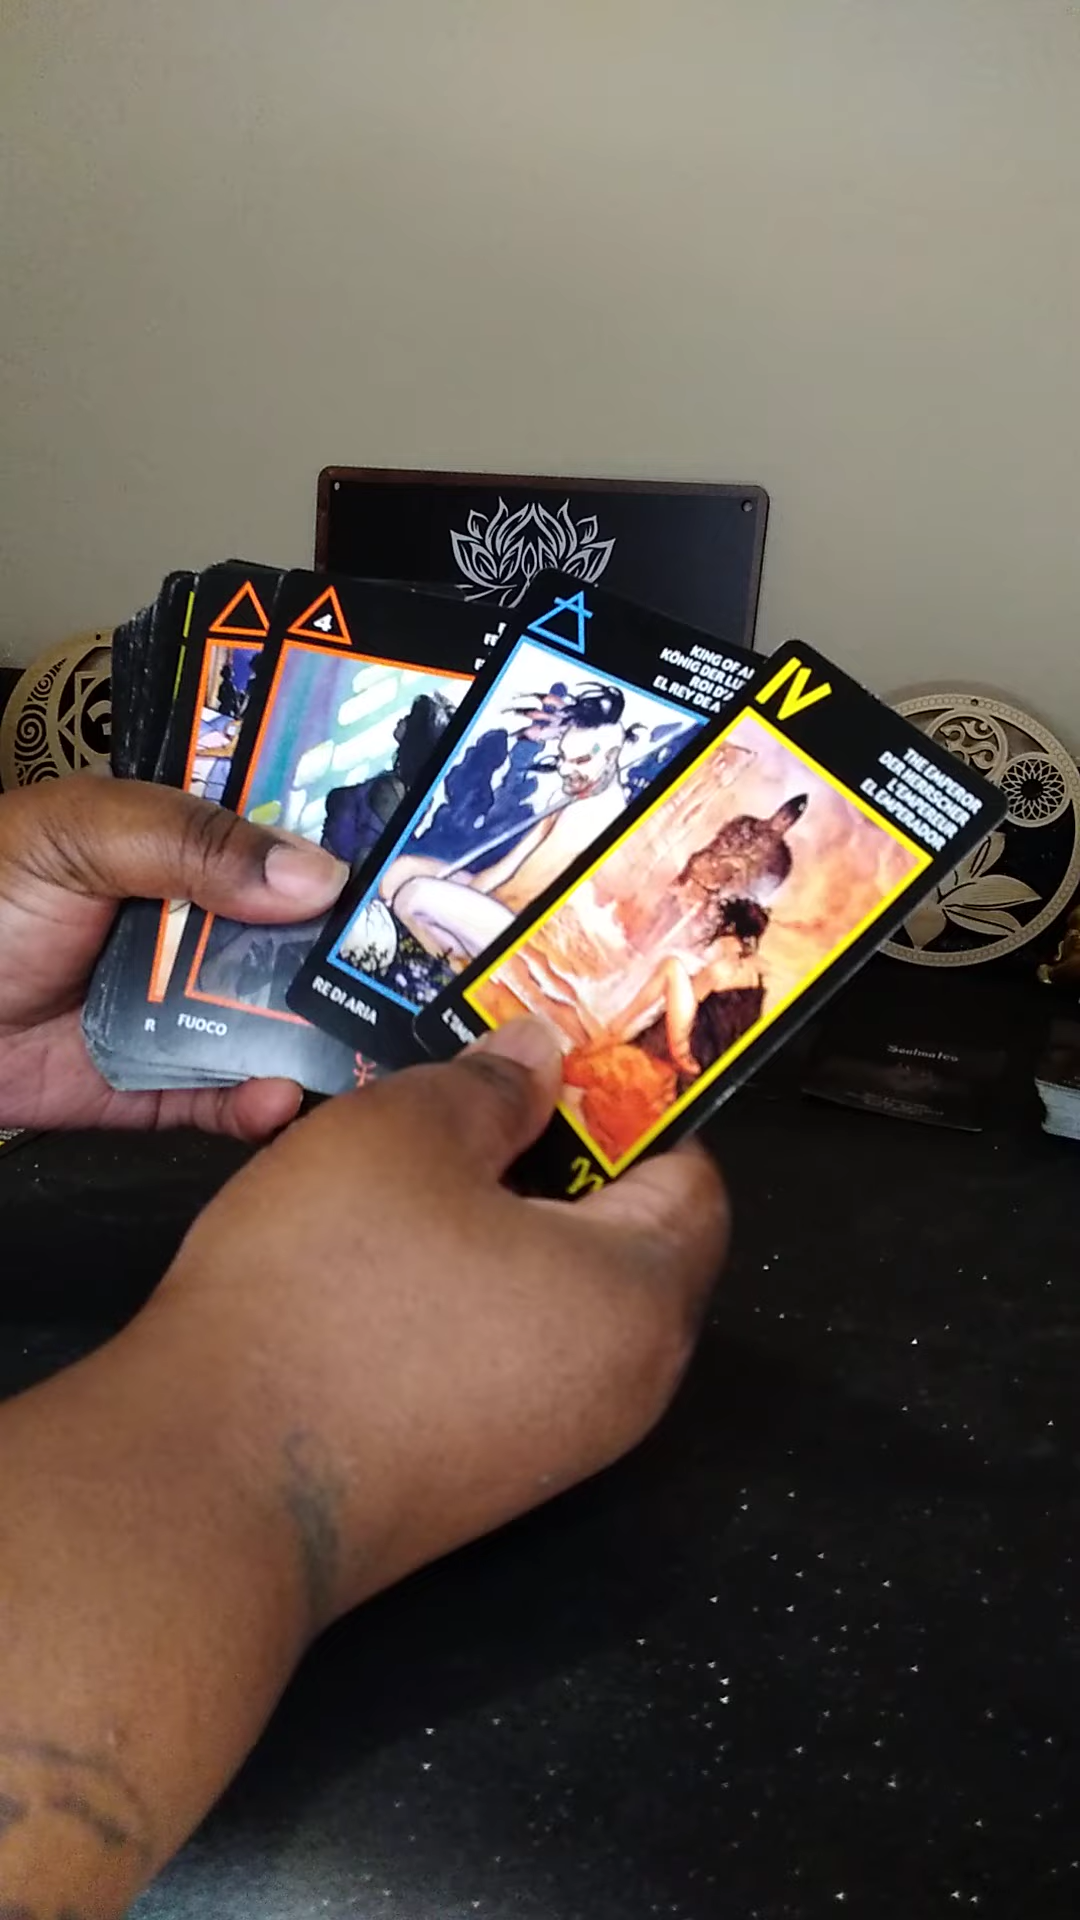 4
FUOCO
R
KING OF
KÖNIG DER
ROI
EL REY DE
RE DI ARIA
IV
THE EMPEROR
DER HERRSCHER
L'EMPEREUR
EL EMPERADOR
Soulmates